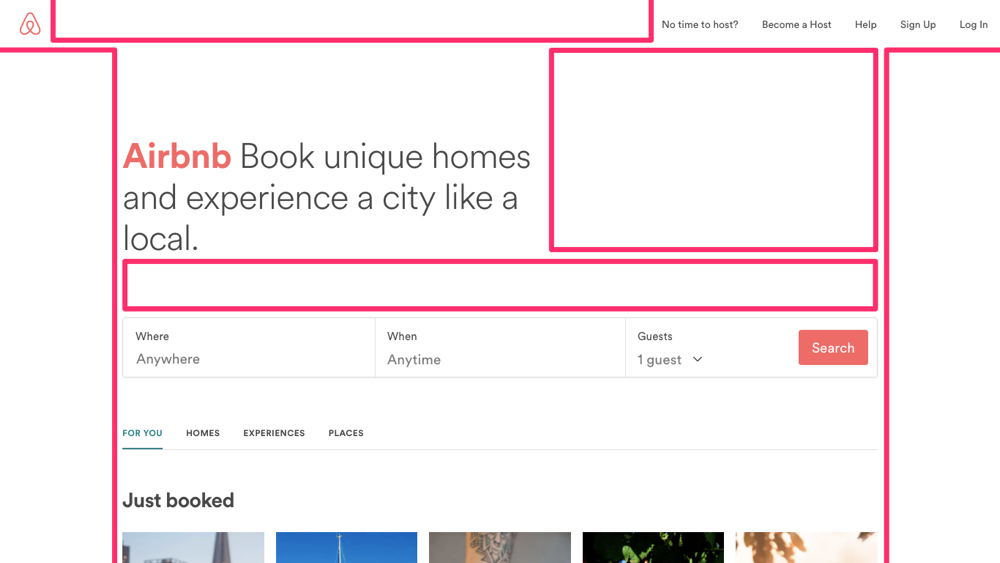 No time to host? Become a Host Help Sign Up Log In
Airbnb Book unique homes
and experience a city like a
local.
Where When Guests
Anywhere Anytime 1 guest
Search
FOR YOU HOMES EXPERIENCES PLACES
Just booked